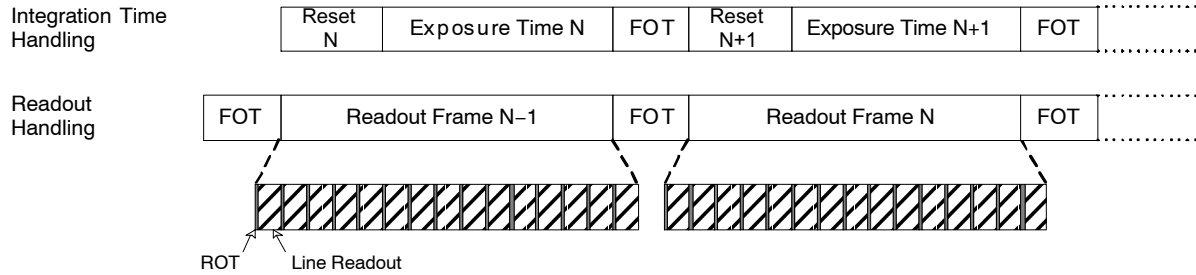 Integration Time
Handling
Reset
N
Exposure Time N
FOT
Reset
N+1
Exposure Time N+1
FOT
Readout
Handling
FOT
Readout Frame N−1
FOT
Readout Frame N
FOT
ROT
Line Readout